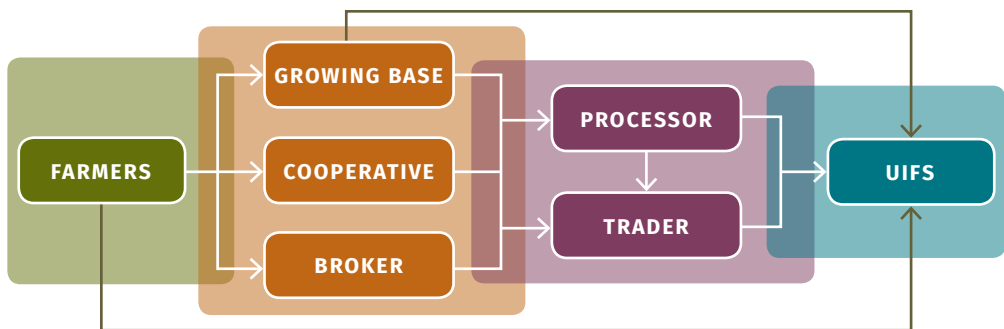 FARMERS
GROWING BASE
COOPERATIVE
BROKER
PROCESSOR
TRADER
UIFS